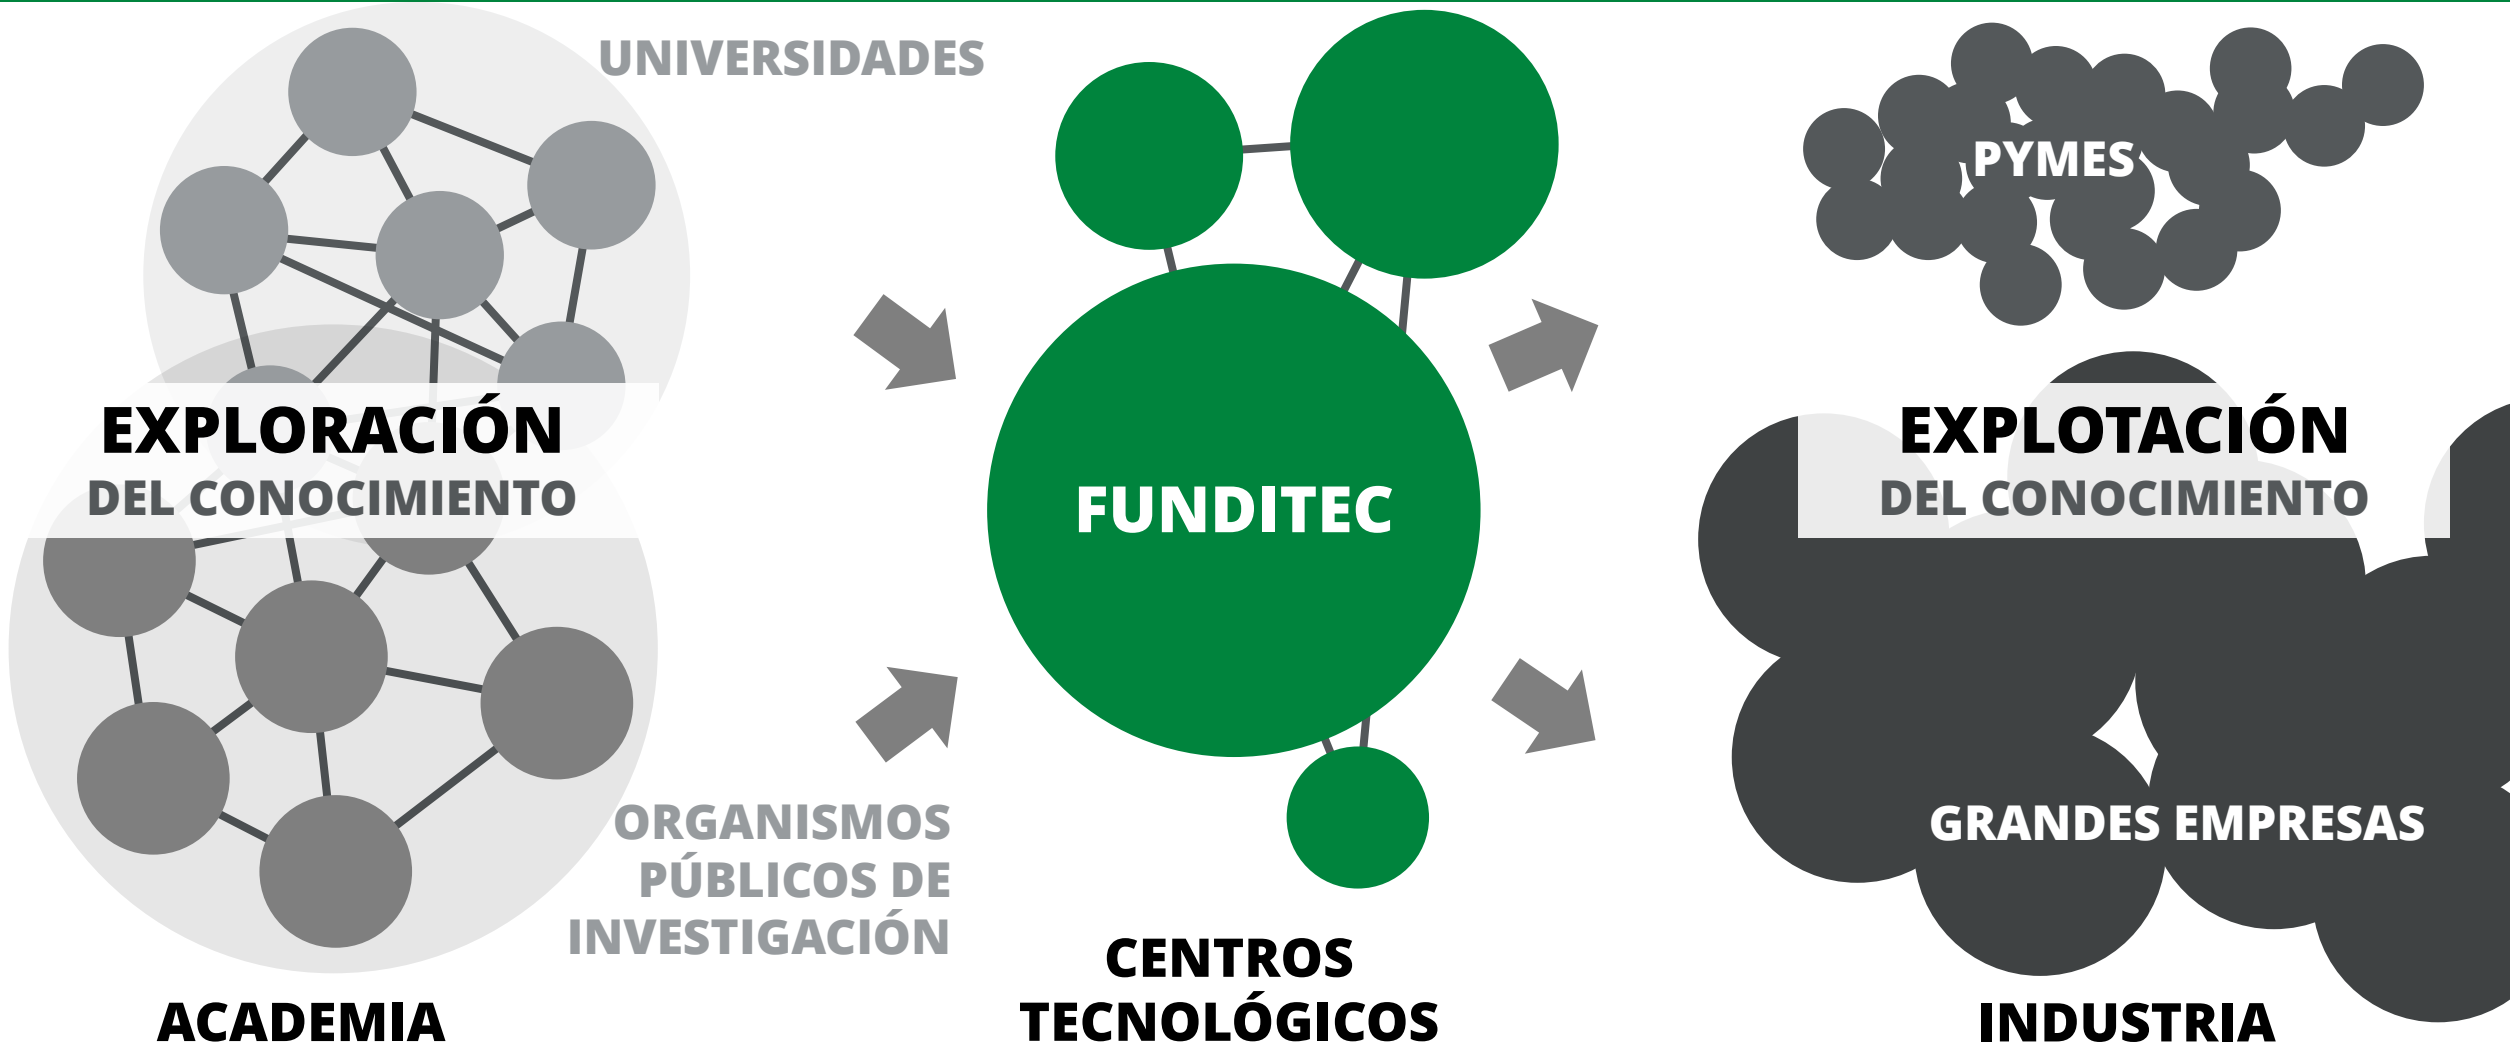 UNIVERSIDADES
EXPLORACIÓN
DEL CONOCIMIENTO
ORGANISMOS
PÚBLICOS DE
INVESTIGACIÓN
ACADEMIA
FUNDITEC
CENTROS
TECNOLÓGICOS
PYMES
EXPLOTACIÓN
DEL CONOCIMIENTO
GRANDES EMPRESAS
INDUSTRIA